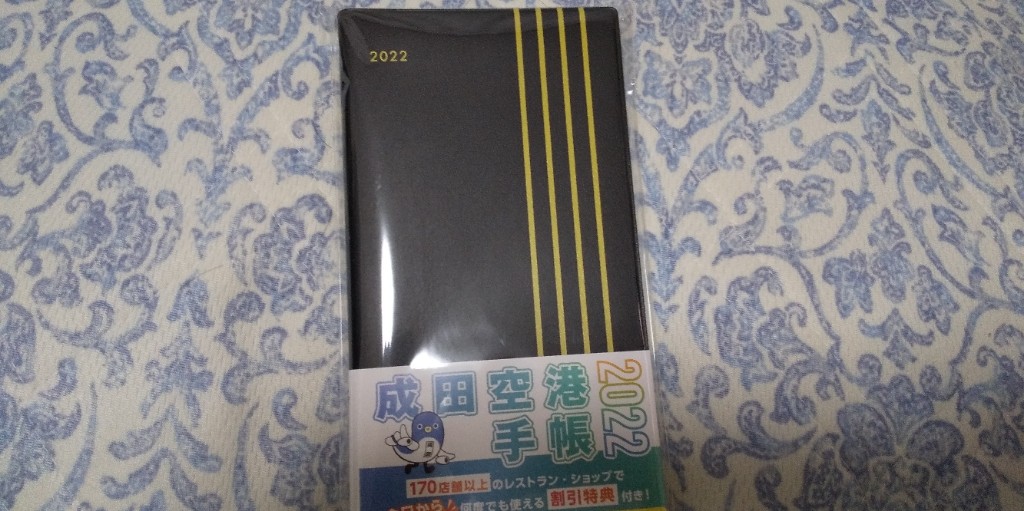 2022
成田空港
手帳
2022
170店舗以上のレストラン・ショップで
何度でも使える 割引特典 付き!